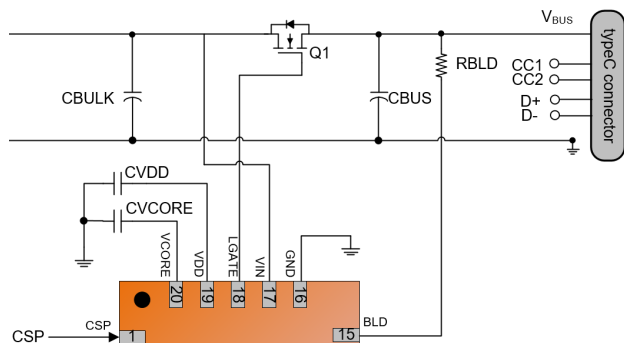 VBUS
Q1
RBLD
typeC connector
CC1
CC2
CBULK
CBUS
D+
D-
CVDD
CVCORE
VCORE
VDD
LGATE
VIN
GND
20
19
18
17
16
CSP
CSP
1
15
BLD